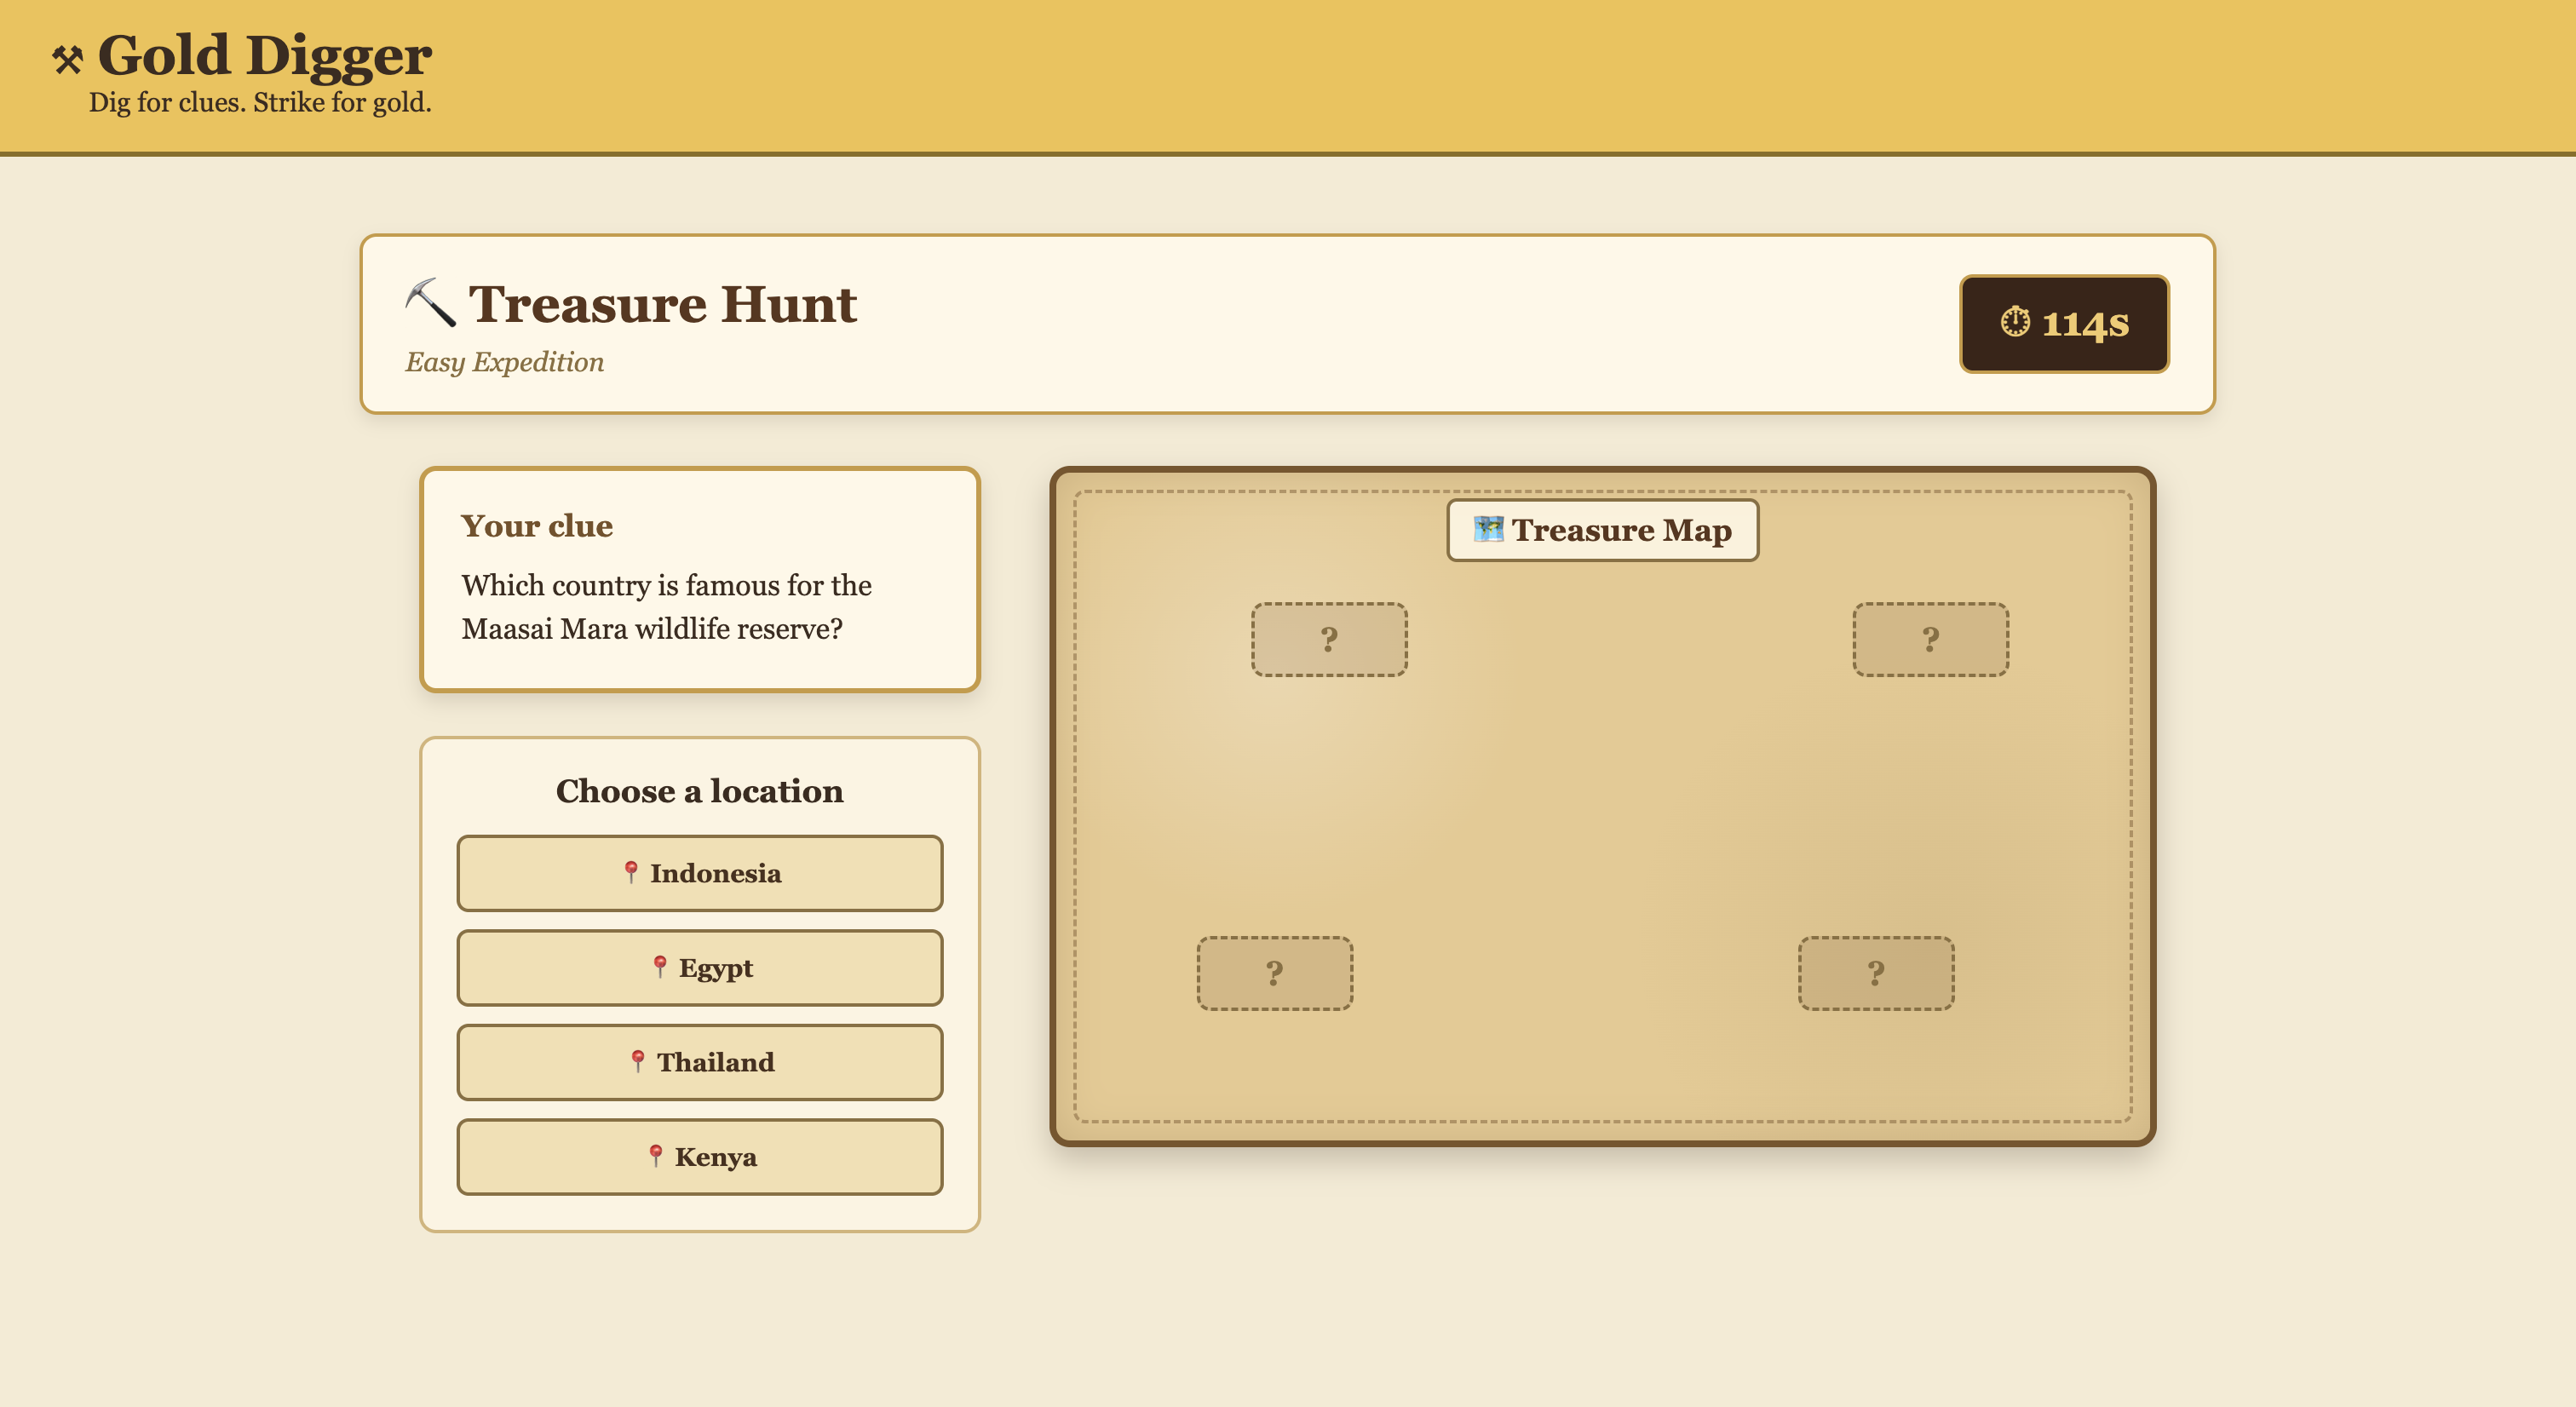 ⚒ Gold Digger
Dig for clues. Strike for gold.
Treasure Hunt
Easy Expedition
⏱ 114s
Your clue
Which country is famous for the
Maasai Mara wildlife reserve?
Choose a location
📍 Indonesia
📍 Egypt
📍 Thailand
📍 Kenya
🗺️ Treasure Map
?
?
?
?